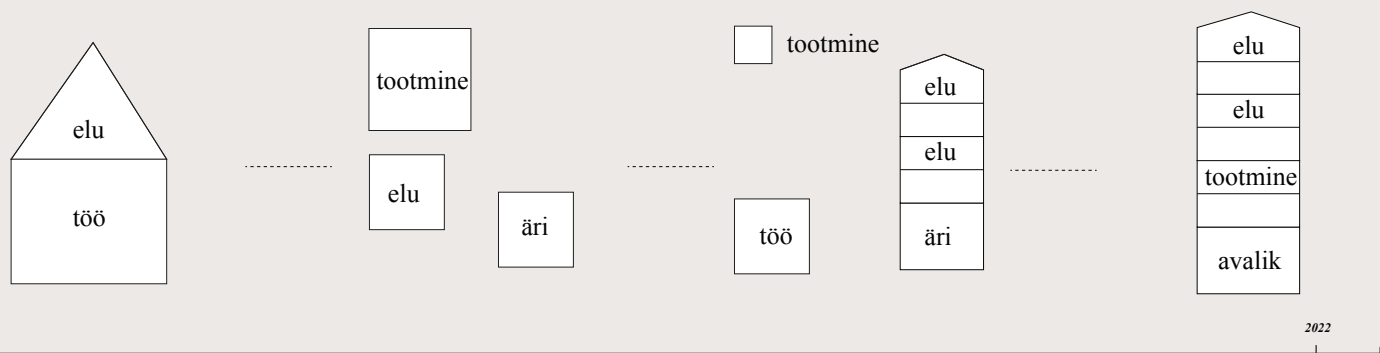 elu
töö
tootmine
elu
äri
tootmine
töö
elu
elu
äri
elu
elu
tootmine
avalik
2022